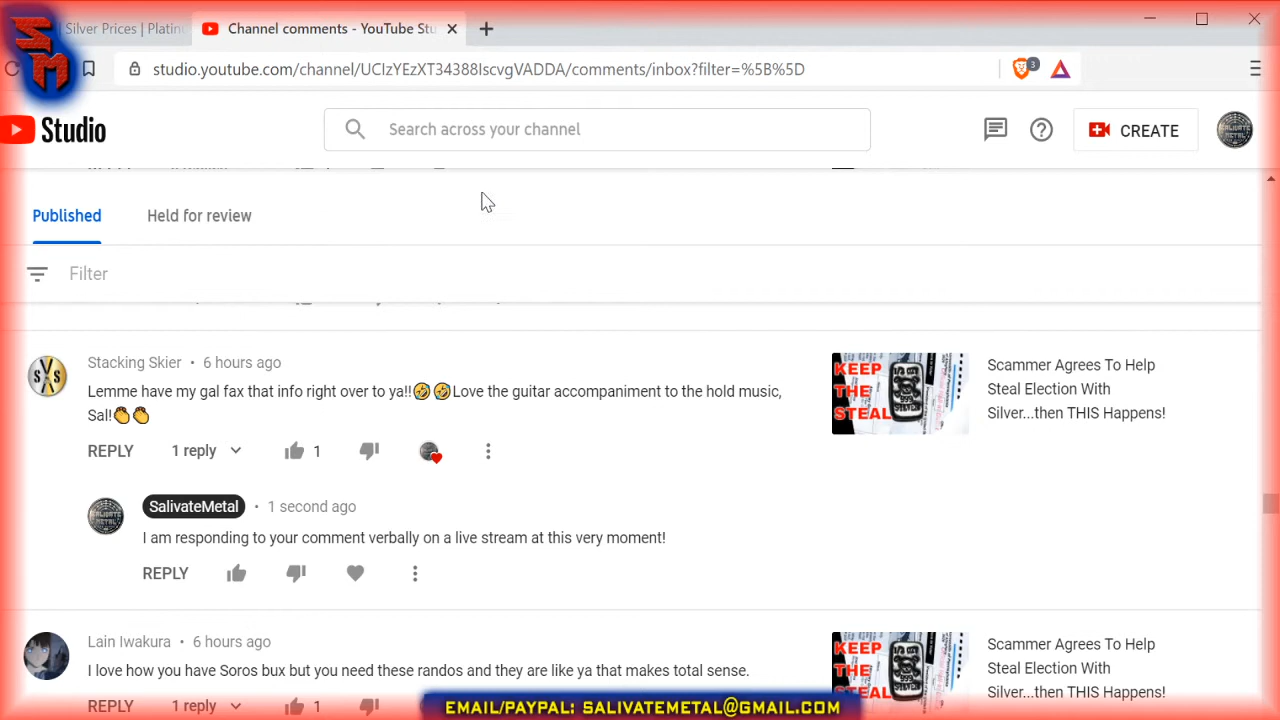 SM
Silver Prices | Platin
Channel comments - YouTube Stu
studio.youtube.com/channel/UCIzYEzXT34388IscvgVADDA/comments/inbox?filter=%5B%5D
3
Studio
Search across your channel
CREATE
Published
Held for review
Filter
Stacking Skier • 6 hours ago
Lemme have my gal fax that info right over to ya!!🤣🤣Love the guitar accompaniment to the hold music,
Sal!👏👏
REPLY 1 reply 1
KEEP
THE
STEAL
999
Scammer Agrees To Help
Steal Election With
Silver...then THIS Happens!
SalivateMetal • 1 second ago
I am responding to your comment verbally on a live stream at this very moment!
REPLY
Lain Iwakura • 6 hours ago
I love how you have Soros bux but you need these randos and they are like ya that makes total sense.
REPLY 1 reply 1
KEEP
THE
STEAL
999
Scammer Agrees To Help
Steal Election With
Silver...then THIS Happens!
EMAIL/PAYPAL: SALIVATEMETAL@GMAIL.COM